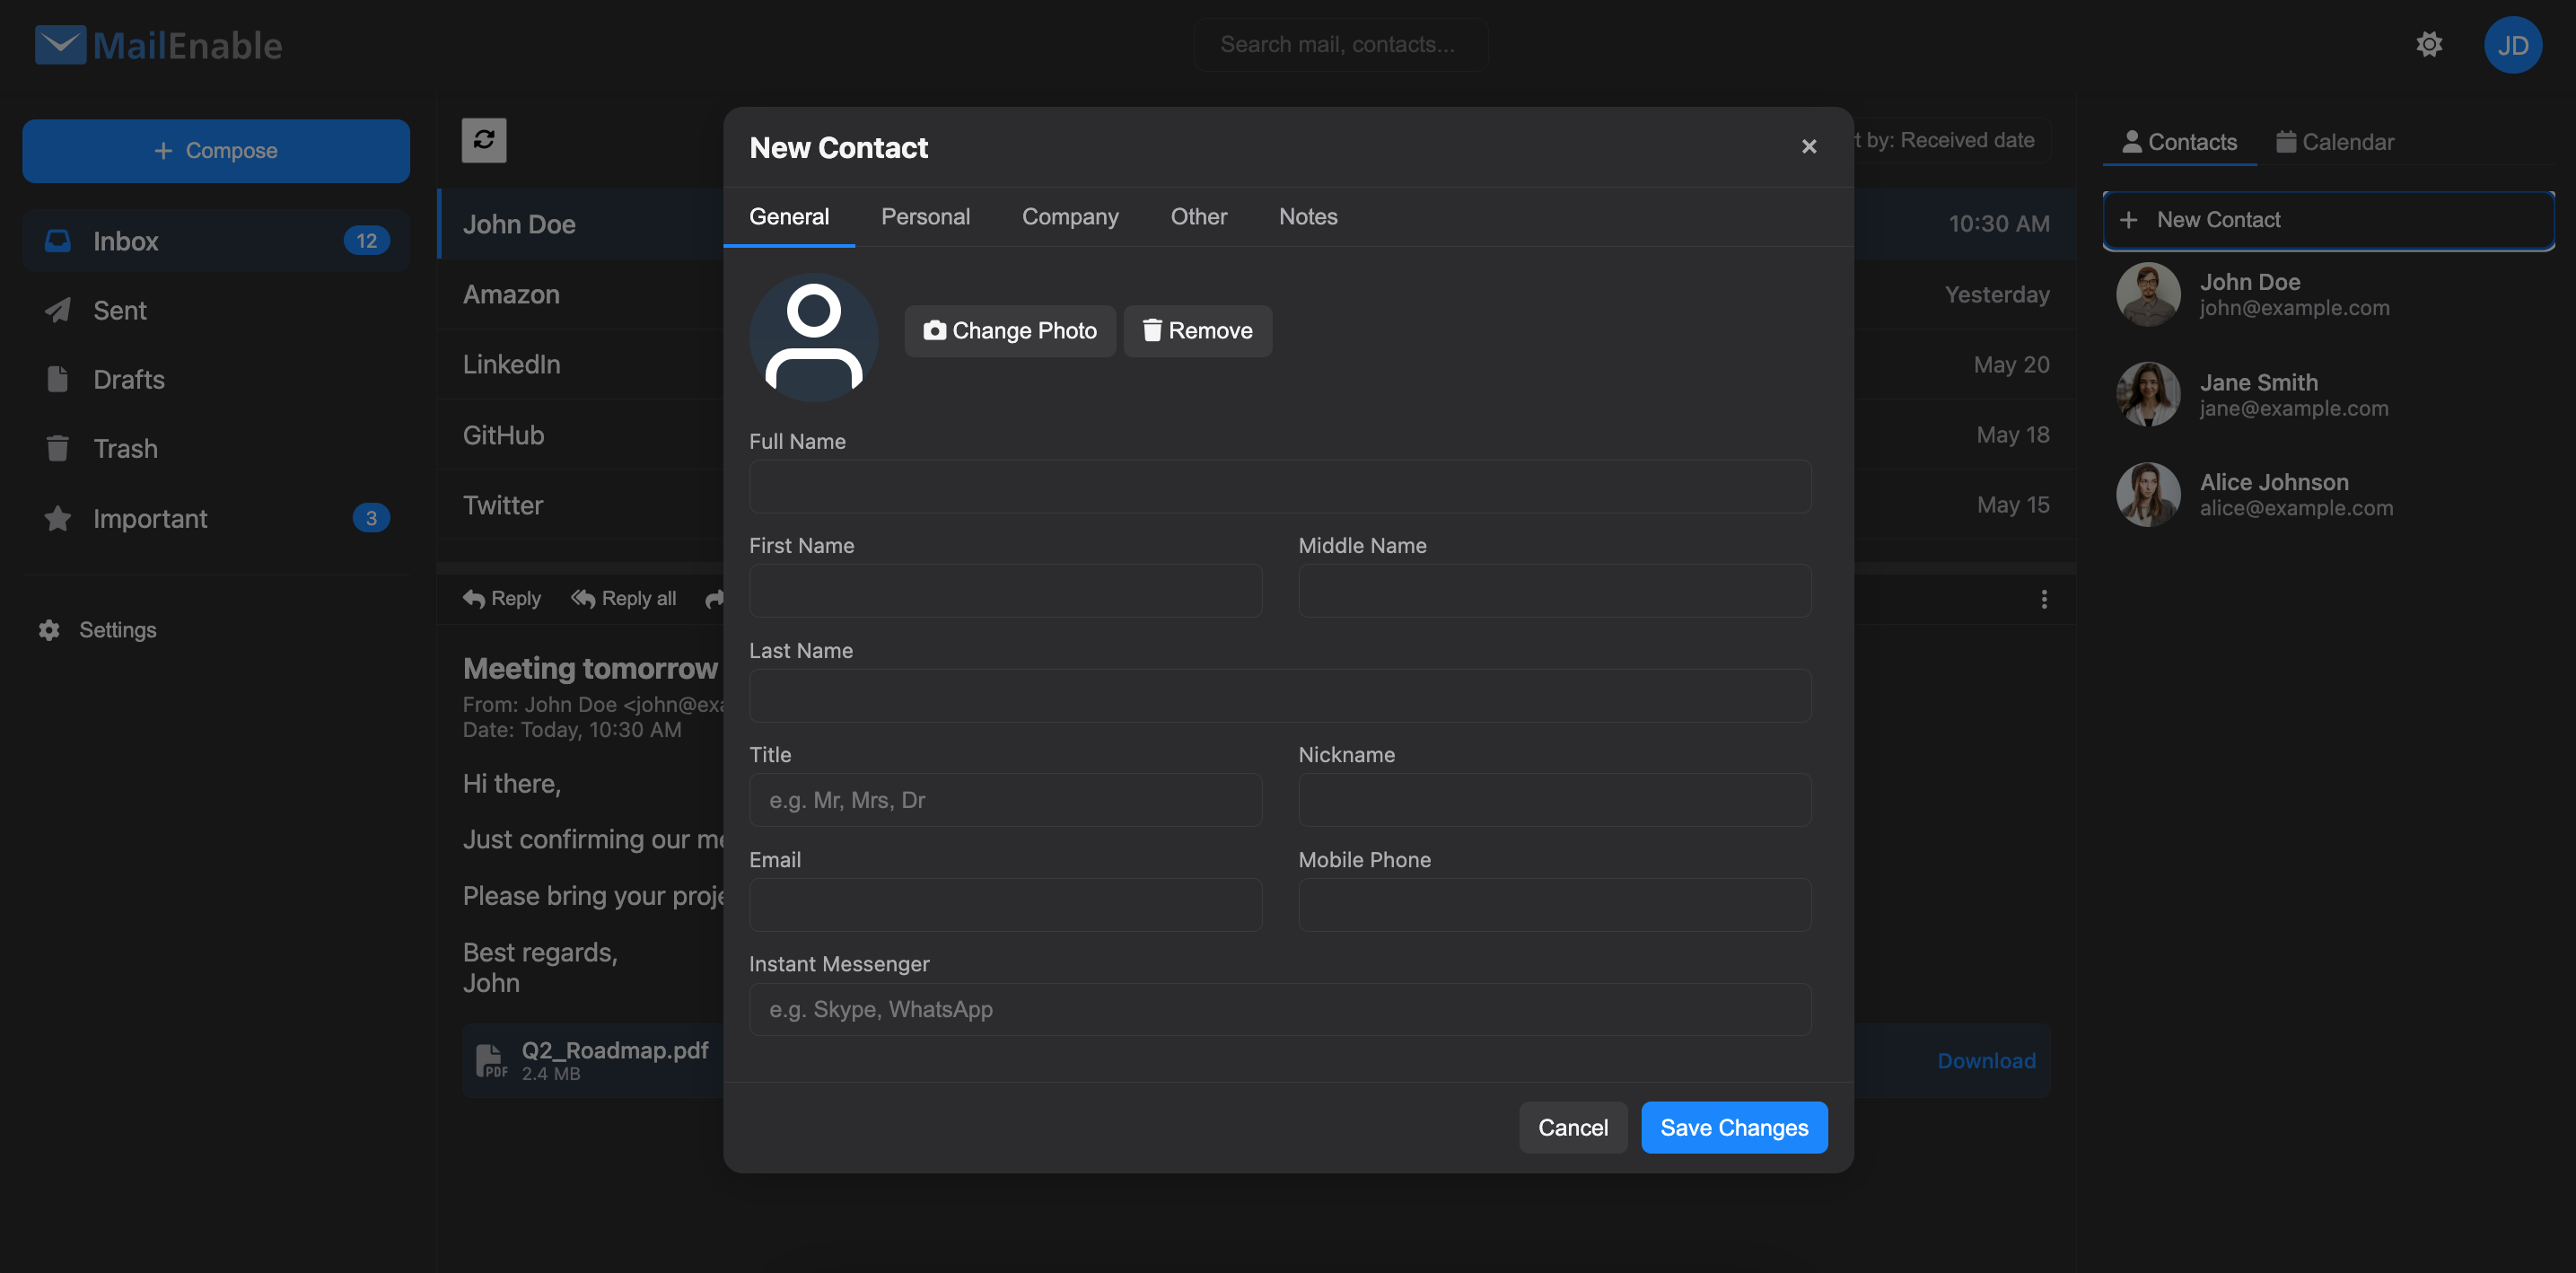 MailEnable
Search mail, contacts...
JD
+ Compose
Inbox 12
Sent
Drafts
Trash
Important 3
Settings
John Doe 10:30 AM
Amazon Yesterday
LinkedIn May 20
GitHub May 18
Twitter May 15
t by: Received date
Reply Reply all
Meeting tomorrow
From: John Doe <john@exa
Date: Today, 10:30 AM
Hi there,
Just confirming our me
Please bring your proje
Best regards,
John
PDF
Q2_Roadmap.pdf
2.4 MB
Download
New Contact ×
General Personal Company Other Notes
Change Photo Remove
Full Name
First Name Middle Name
Last Name
Title Nickname
e.g. Mr, Mrs, Dr
Email Mobile Phone
Instant Messenger
e.g. Skype, WhatsApp
Cancel Save Changes
Contacts Calendar
+ New Contact
John Doe
john@example.com
Jane Smith
jane@example.com
Alice Johnson
alice@example.com